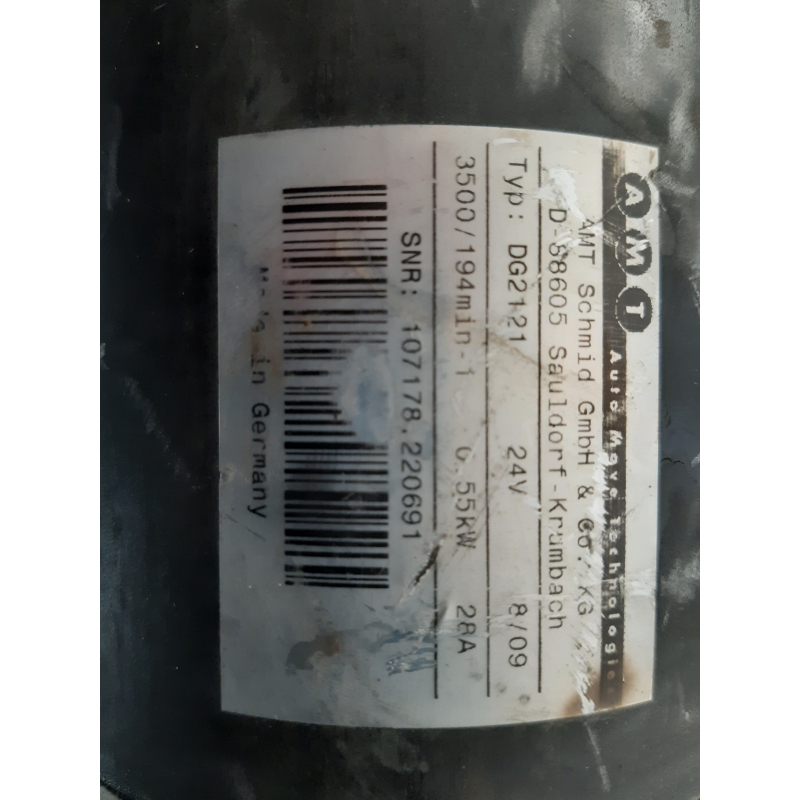 AMT
Auto Move Technologies
AMT Schmid GmbH & Co. KG
D-88605 Sauldorf-Krumbach
Typ: DG2121 24V 8/09
3500/194min-1 0,55kW 28A
SNR: 107178.220691
Made in Germany